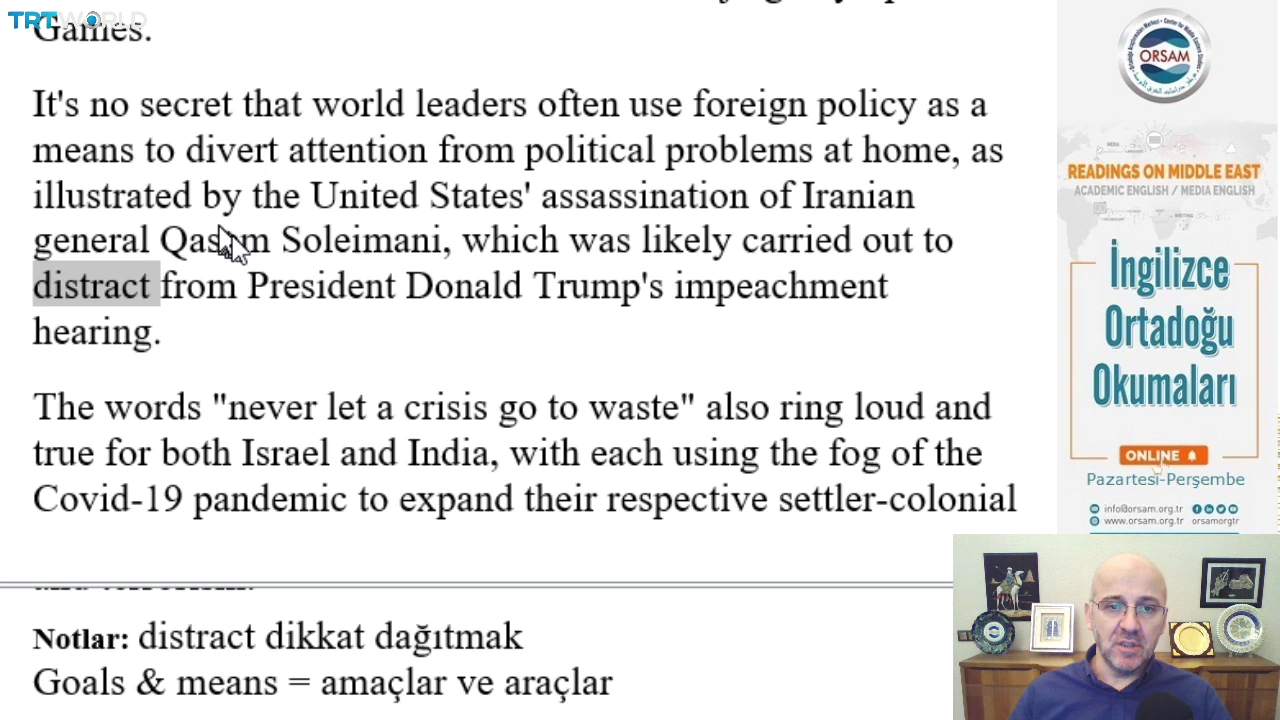 TRT WORLD
Games.
It's no secret that world leaders often use foreign policy as a
means to divert attention from political problems at home, as
illustrated by the United States' assassination of Iranian
general Qasem Soleimani, which was likely carried out to
distract from President Donald Trump's impeachment
hearing.
The words "never let a crisis go to waste" also ring loud and
true for both Israel and India, with each using the fog of the
Covid-19 pandemic to expand their respective settler-colonial
Notlar: distract dikkat dağıtmak
Goals & means = amaçlar ve araçlar
ORSAM
READINGS ON MIDDLE EAST
ACADEMIC ENGLISH / MEDIA ENGLISH
İngilizce
Ortadoğu
Okumaları
ONLINE
Pazartesi-Perşembe
info@orsam.org.tr
www.orsam.org.tr orsamorgtr